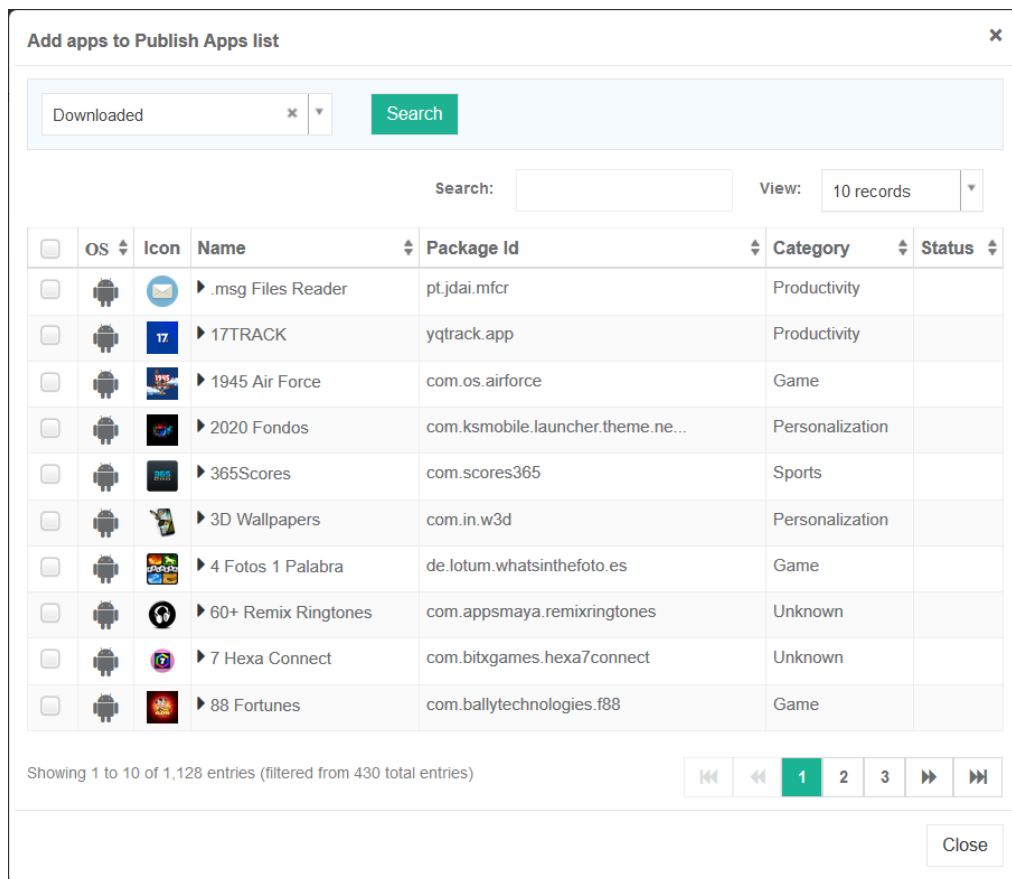 Add apps to Publish Apps list
Downloaded
Search
Search:
View:
10 records
OS Icon Name Package Id Category Status
.msg Files Reader pt.jdai.mfcr Productivity
17 17TRACK yqtrack.app Productivity
1945 Air Force com.os.airforce Game
2020 Fondos com.ksmobile.launcher.theme.ne... Personalization
365 365Scores com.scores365 Sports
3D Wallpapers com.in.w3d Personalization
4 Fotos 1 Palabra de.lotum.whatsinthefoto.es Game
60+ Remix Ringtones com.appsmaya.remixringtones Unknown
7 7 Hexa Connect com.bitxgames.hexa7connect Unknown
88 Fortunes com.ballytechnologies.f88 Game
Showing 1 to 10 of 1,128 entries (filtered from 430 total entries)
1 2 3
Close